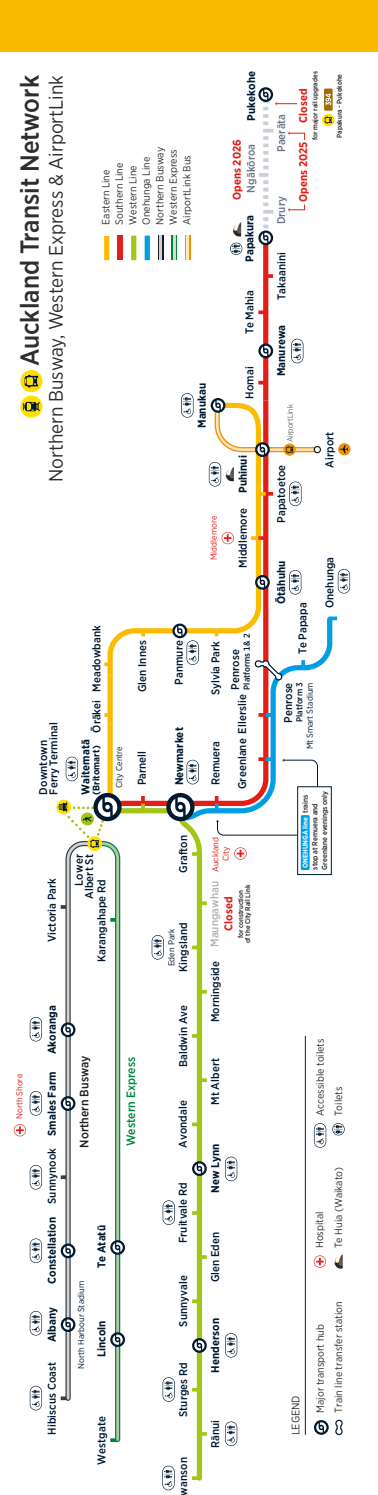 Auckland Transit Network
Northern Busway, Western Express & AirportLink
Eastern Line
Southern Line
Western Line
Onehunga Line
Northern Busway
Western Express
AirportLink Bus
Hibiscus Coast
Albany
North Harbour Stadium
Constellation
Sunnynook
Smales Farm
North Shore
Akoranga
Victoria Park
Northern Busway
Lower
Albert St
Downtown
Ferry Terminal
Westgate
Lincoln
Te Atatū
Western Express
Karangahape Rd
Waitematā
(Britomart)
City Centre
Ōrākei
Meadowbank
Glen Innes
Panmure
Sylvia Park
Parnell
Newmarket
Remuera
Greenlane
Ellerslie
Penrose
Platforms 1& 2
Penrose
Platform 3
Mt Smart Stadium
Te Papapa
Onehunga
ONEHUNGA line trains
stop at Remuera and
Greenlane evenings only
wanson
Rānui
Sturges Rd
Henderson
Sunnyvale
Glen Eden
Fruitvale Rd
New Lynn
Avondale
Mt Albert
Baldwin Ave
Morningside
Kingsland
Eden Park
Maungawhau
Closed
for construction
of the City Rail Link
Grafton
Auckland
City
Ōtāhuhu
Middlemore
Middlemore
Papatoetoe
Puhinui
AirportLink
Airport
Manukau
Homai
Manurewa
Te Mahia
Takaanini
Papakura
Drury
Opens 2026
Ngākōroa
Paerāta
Opens 2025
Pukekohe
Closed
for major rail upgrades
394
Papakura - Pukekohe
LEGEND
Major transport hub
Train line transfer station
Hospital
Te Huia (Waikato)
Accessible toilets
Toilets